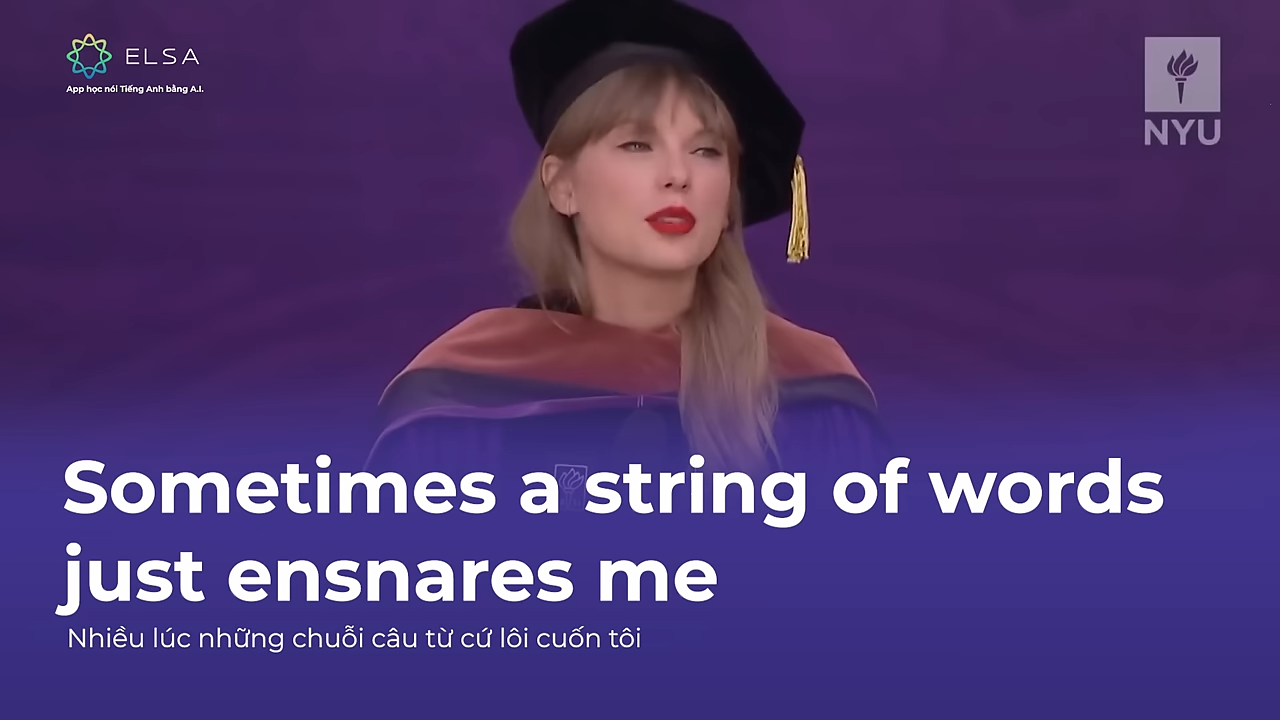 ELSA
App học nói Tiếng Anh bằng A.I.
NYU
Sometimes a string of words
just ensnares me
Nhiều lúc những chuỗi câu từ cứ lôi cuốn tôi